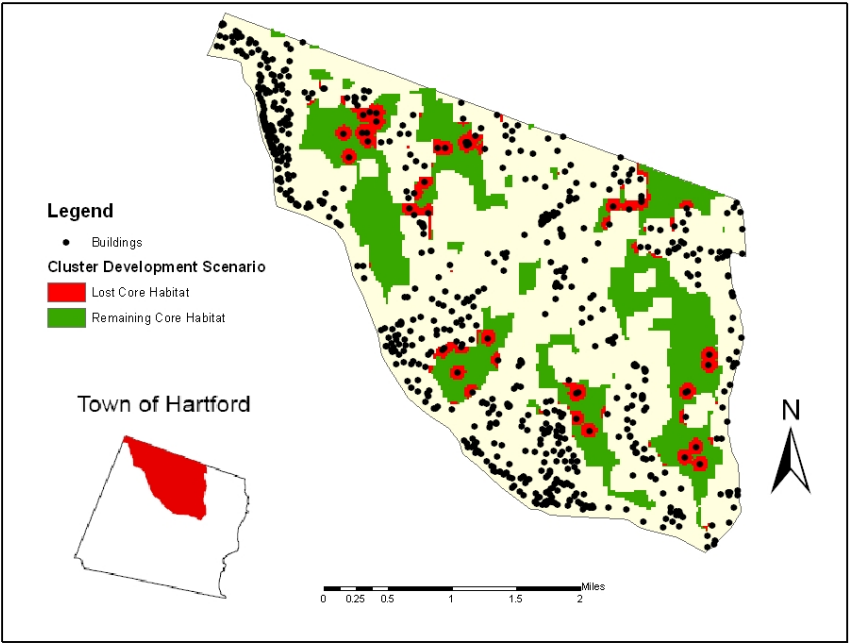 Legend
Buildings
Cluster Development Scenario
Lost Core Habitat
Remaining Core Habitat
Town of Hartford
N
Miles
0 0.25 0.5 1 1.5 2